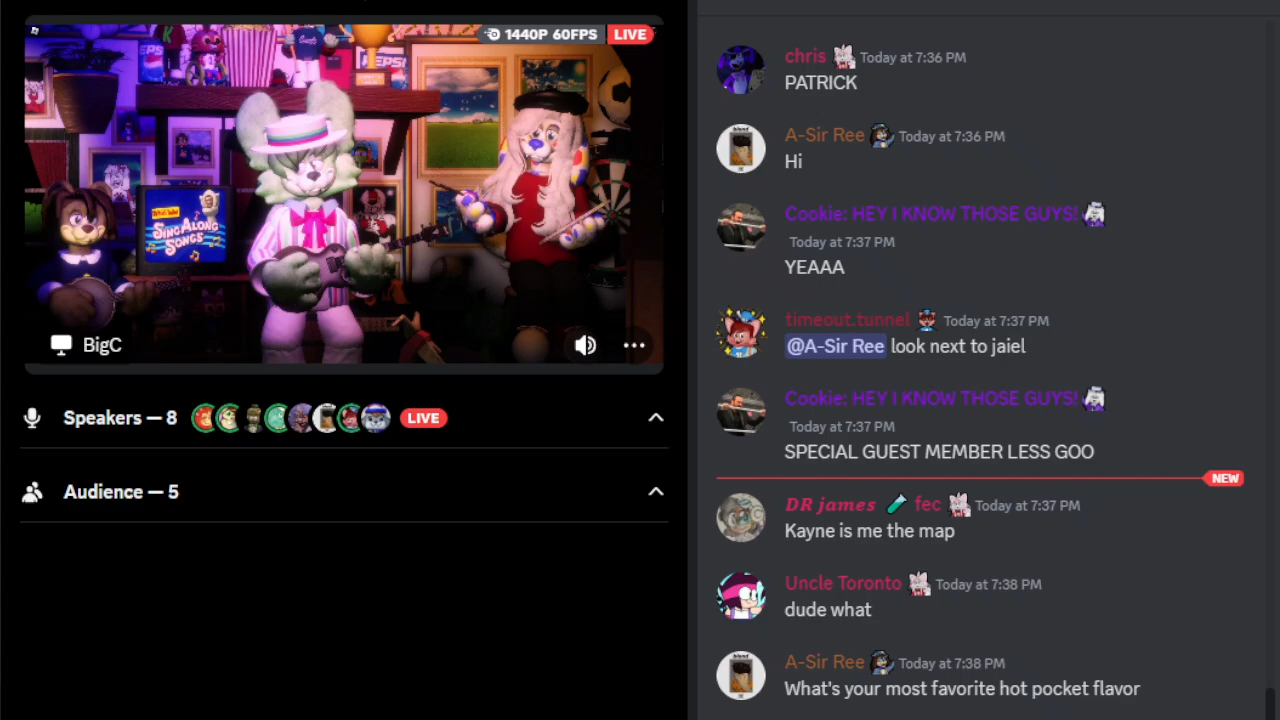 1440P 60FPS LIVE
PEPSI
PEPSI
SING ALONG
SONGS
BigC
Speakers — 8 LIVE
Audience — 5
chris Today at 7:36 PM
PATRICK
A-Sir Ree Today at 7:36 PM
Hi
Cookie: HEY I KNOW THOSE GUYS!
Today at 7:37 PM
YEAAA
timeout.tunnel Today at 7:37 PM
@A-Sir Ree look next to jaiel
Cookie: HEY I KNOW THOSE GUYS!
Today at 7:37 PM
SPECIAL GUEST MEMBER LESS GOO
NEW
DR james fec Today at 7:37 PM
Kayne is me the map
Uncle Toronto Today at 7:38 PM
dude what
A-Sir Ree Today at 7:38 PM
What's your most favorite hot pocket flavor